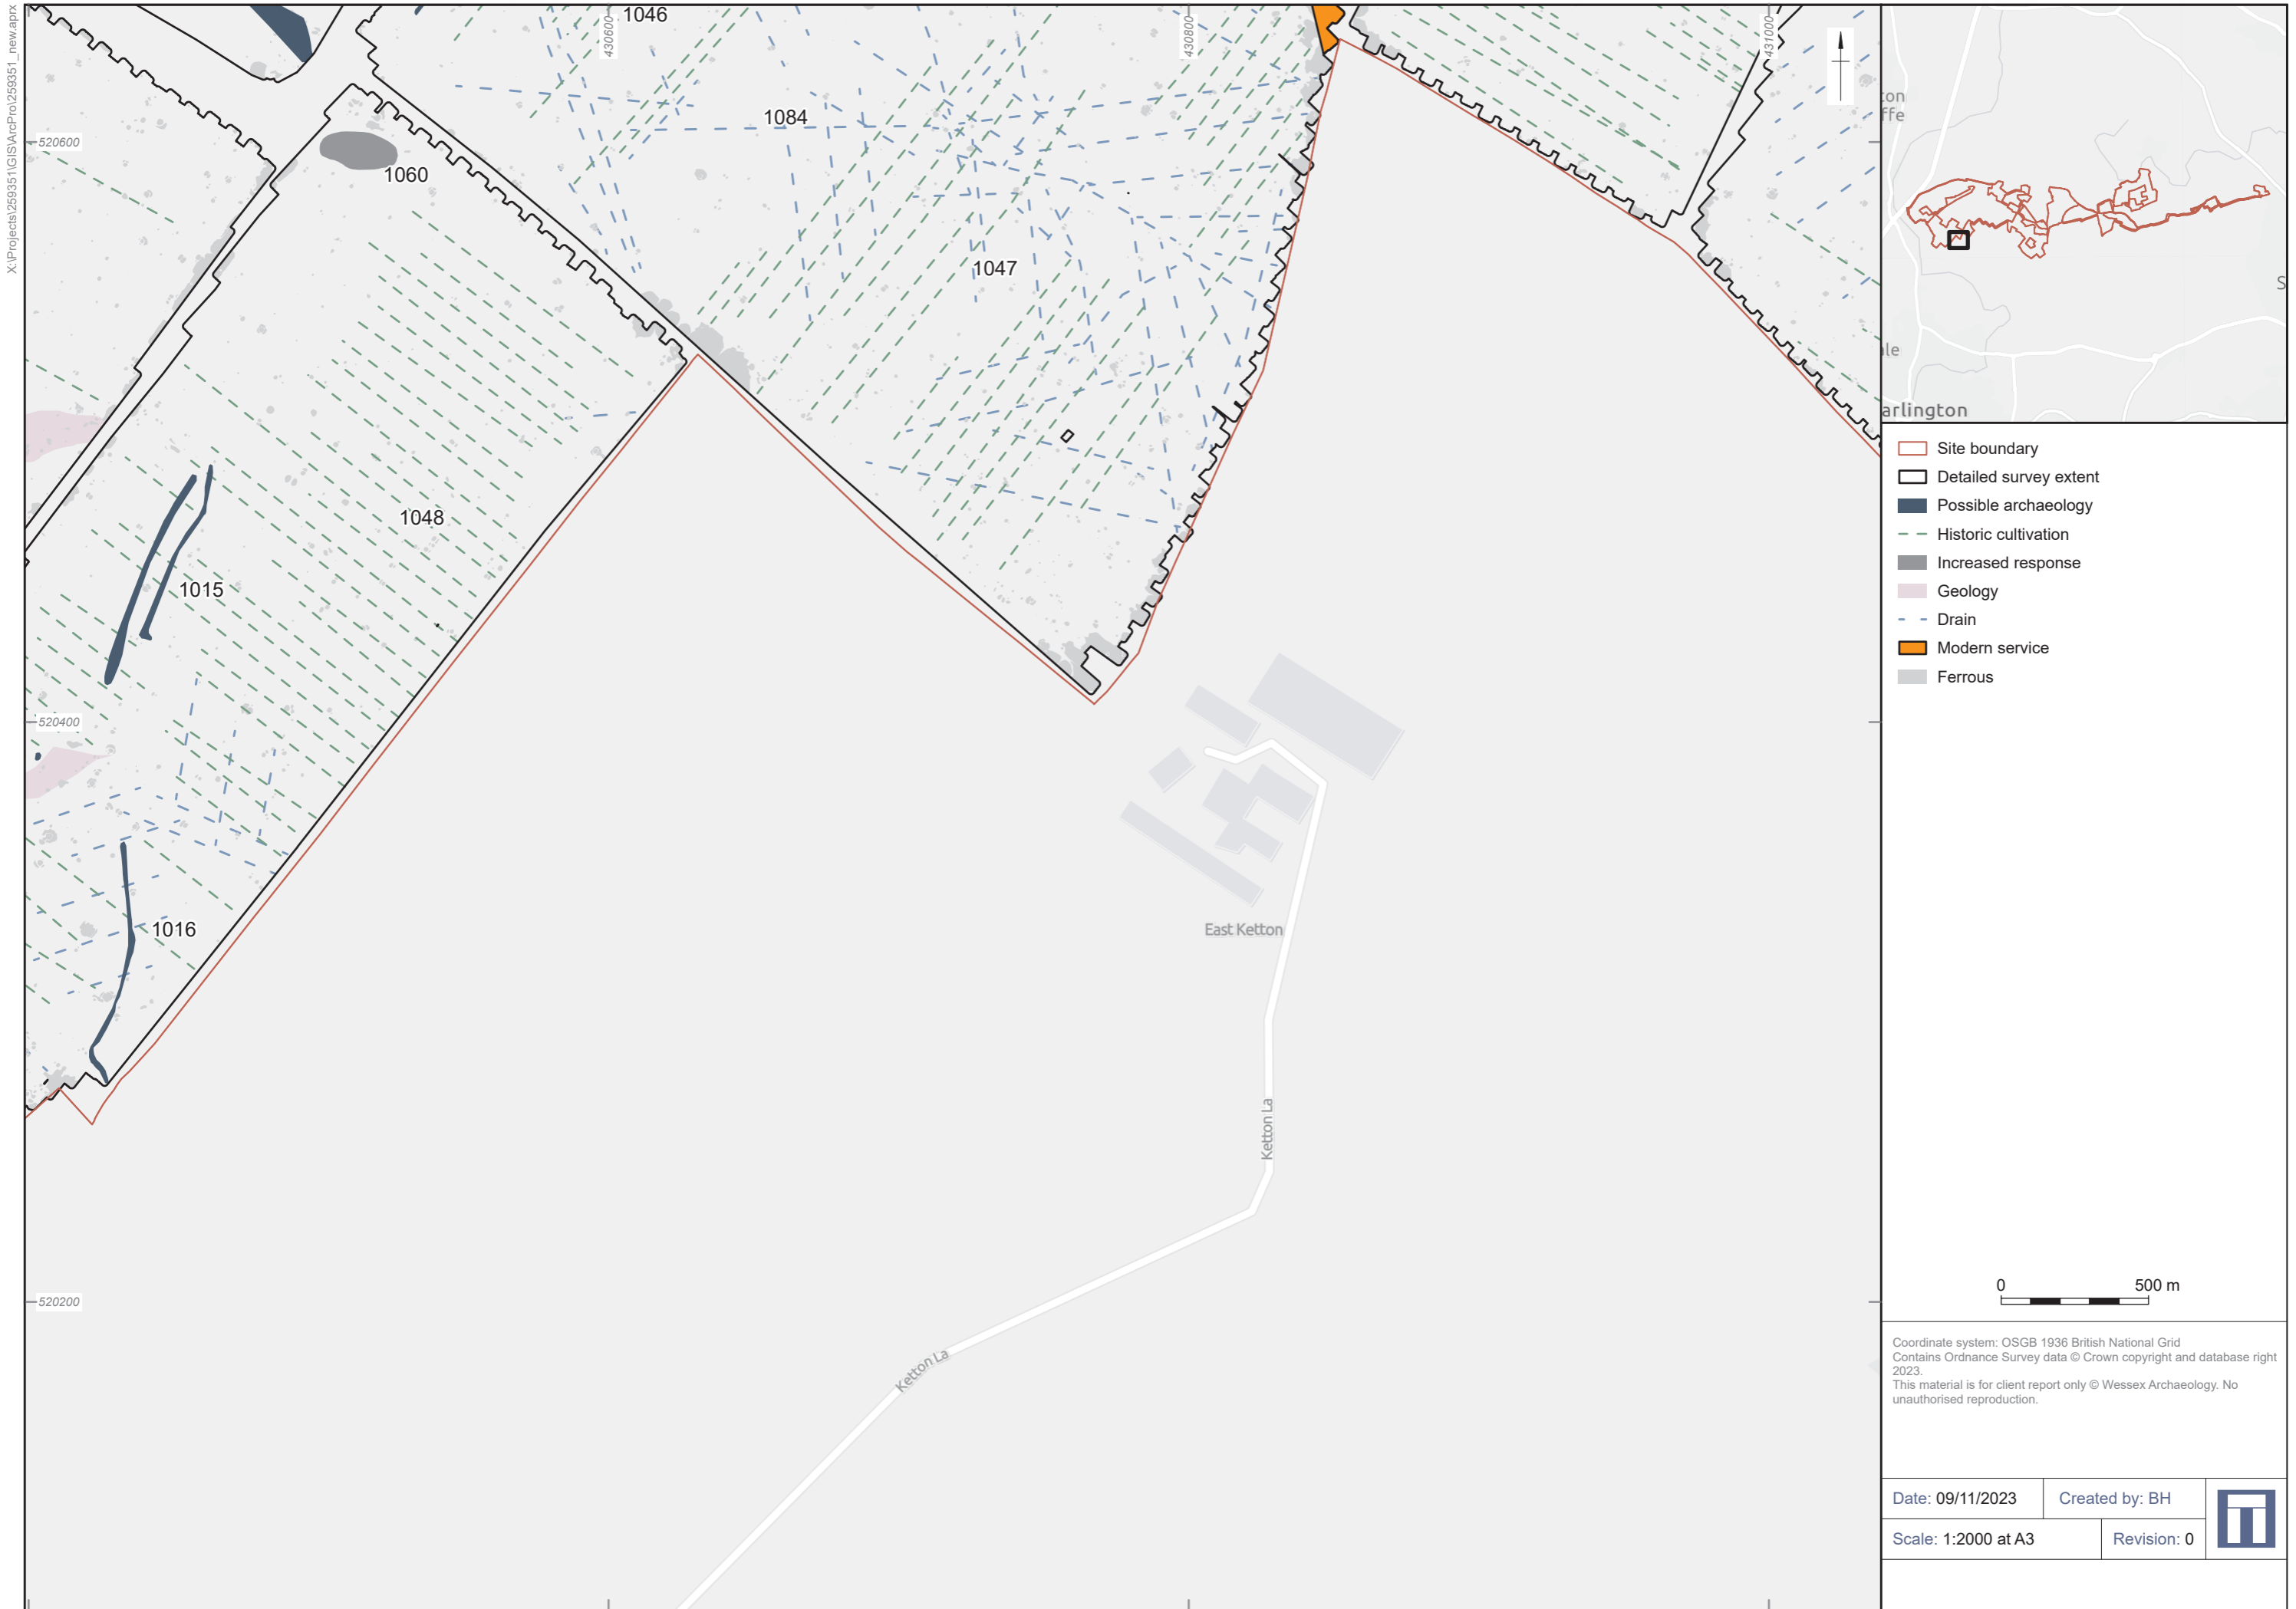 X:\Projects\259351\GIS\ArcPro\259351_new.aprx
1046
430600
430800
431000
1084
520600
1060
1047
1048
1015
520400
1016
East Ketton
Ketton La
520200
Ketton La
arlington
Site boundary
Detailed survey extent
Possible archaeology
Historic cultivation
Increased response
Geology
Drain
Modern service
Ferrous
0 500 m
Coordinate system: OSGB 1936 British National Grid
Contains Ordnance Survey data © Crown copyright and database right
2023.
This material is for client report only © Wessex Archaeology. No
unauthorised reproduction.
Date: 09/11/2023 Created by: BH
Scale: 1:2000 at A3 Revision: 0